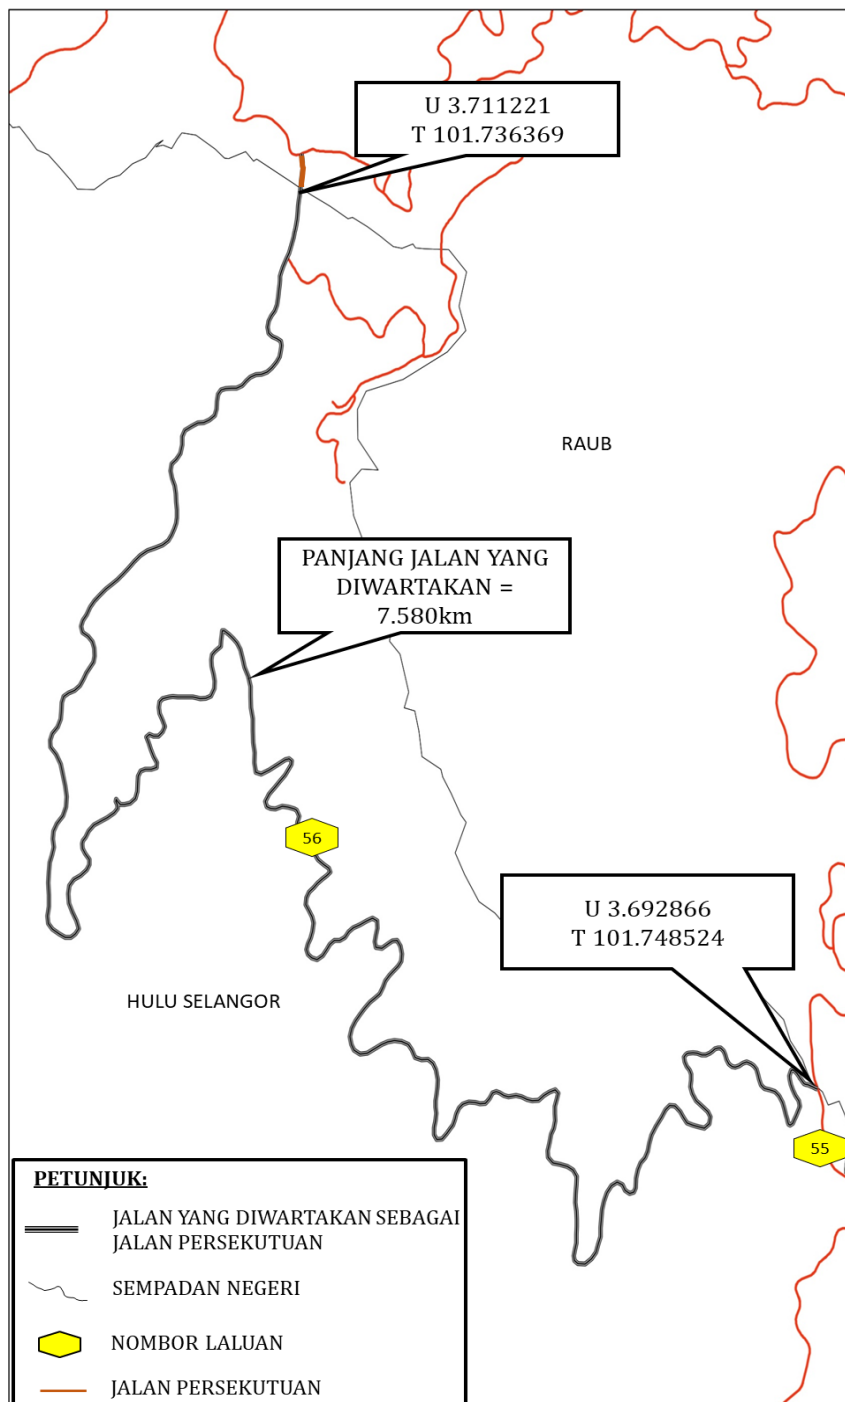 U 3.711221
T 101.736369
RAUB
PANJANG JALAN YANG
DIWARTAKAN =
7.580km
56
U 3.692866
T 101.748524
HULU SELANGOR
55
PETUNJUK:
JALAN YANG DIWARTAKAN SEBAGAI
JALAN PERSEKUTUAN
SEMPADAN NEGERI
NOMBOR LALUAN
JALAN PERSEKUTUAN